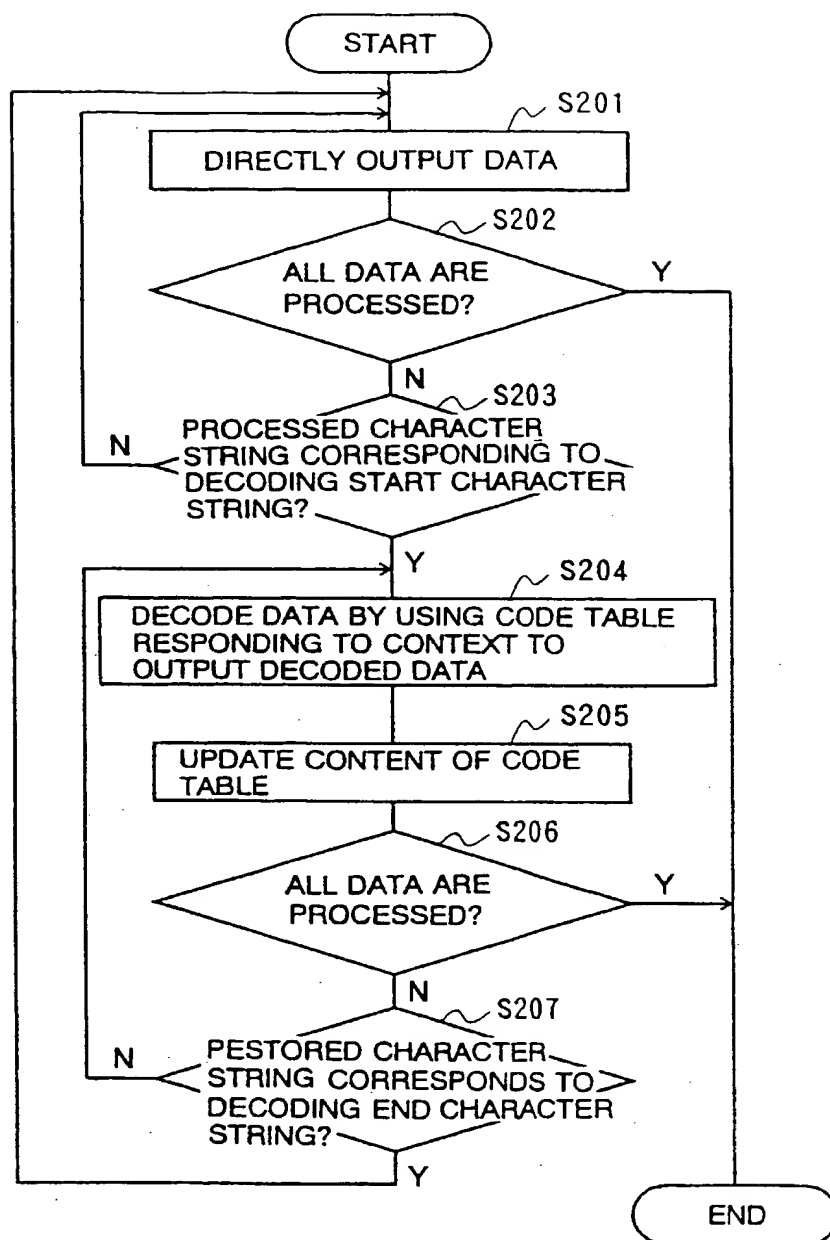 START
S201
DIRECTLY OUTPUT DATA
S202
ALL DATA ARE
PROCESSED?
Y
N
S203
PROCESSED CHARACTER
STRING CORRESPONDING TO
DECODING START CHARACTER
STRING?
N
Y
S204
DECODE DATA BY USING CODE TABLE
RESPONDING TO CONTEXT TO
OUTPUT DECODED DATA
S205
UPDATE CONTENT OF CODE
TABLE
S206
ALL DATA ARE
PROCESSED?
Y
N
S207
PESTORED CHARACTER
STRING CORRESPONDS TO
DECODING END CHARACTER
STRING?
N
Y
END